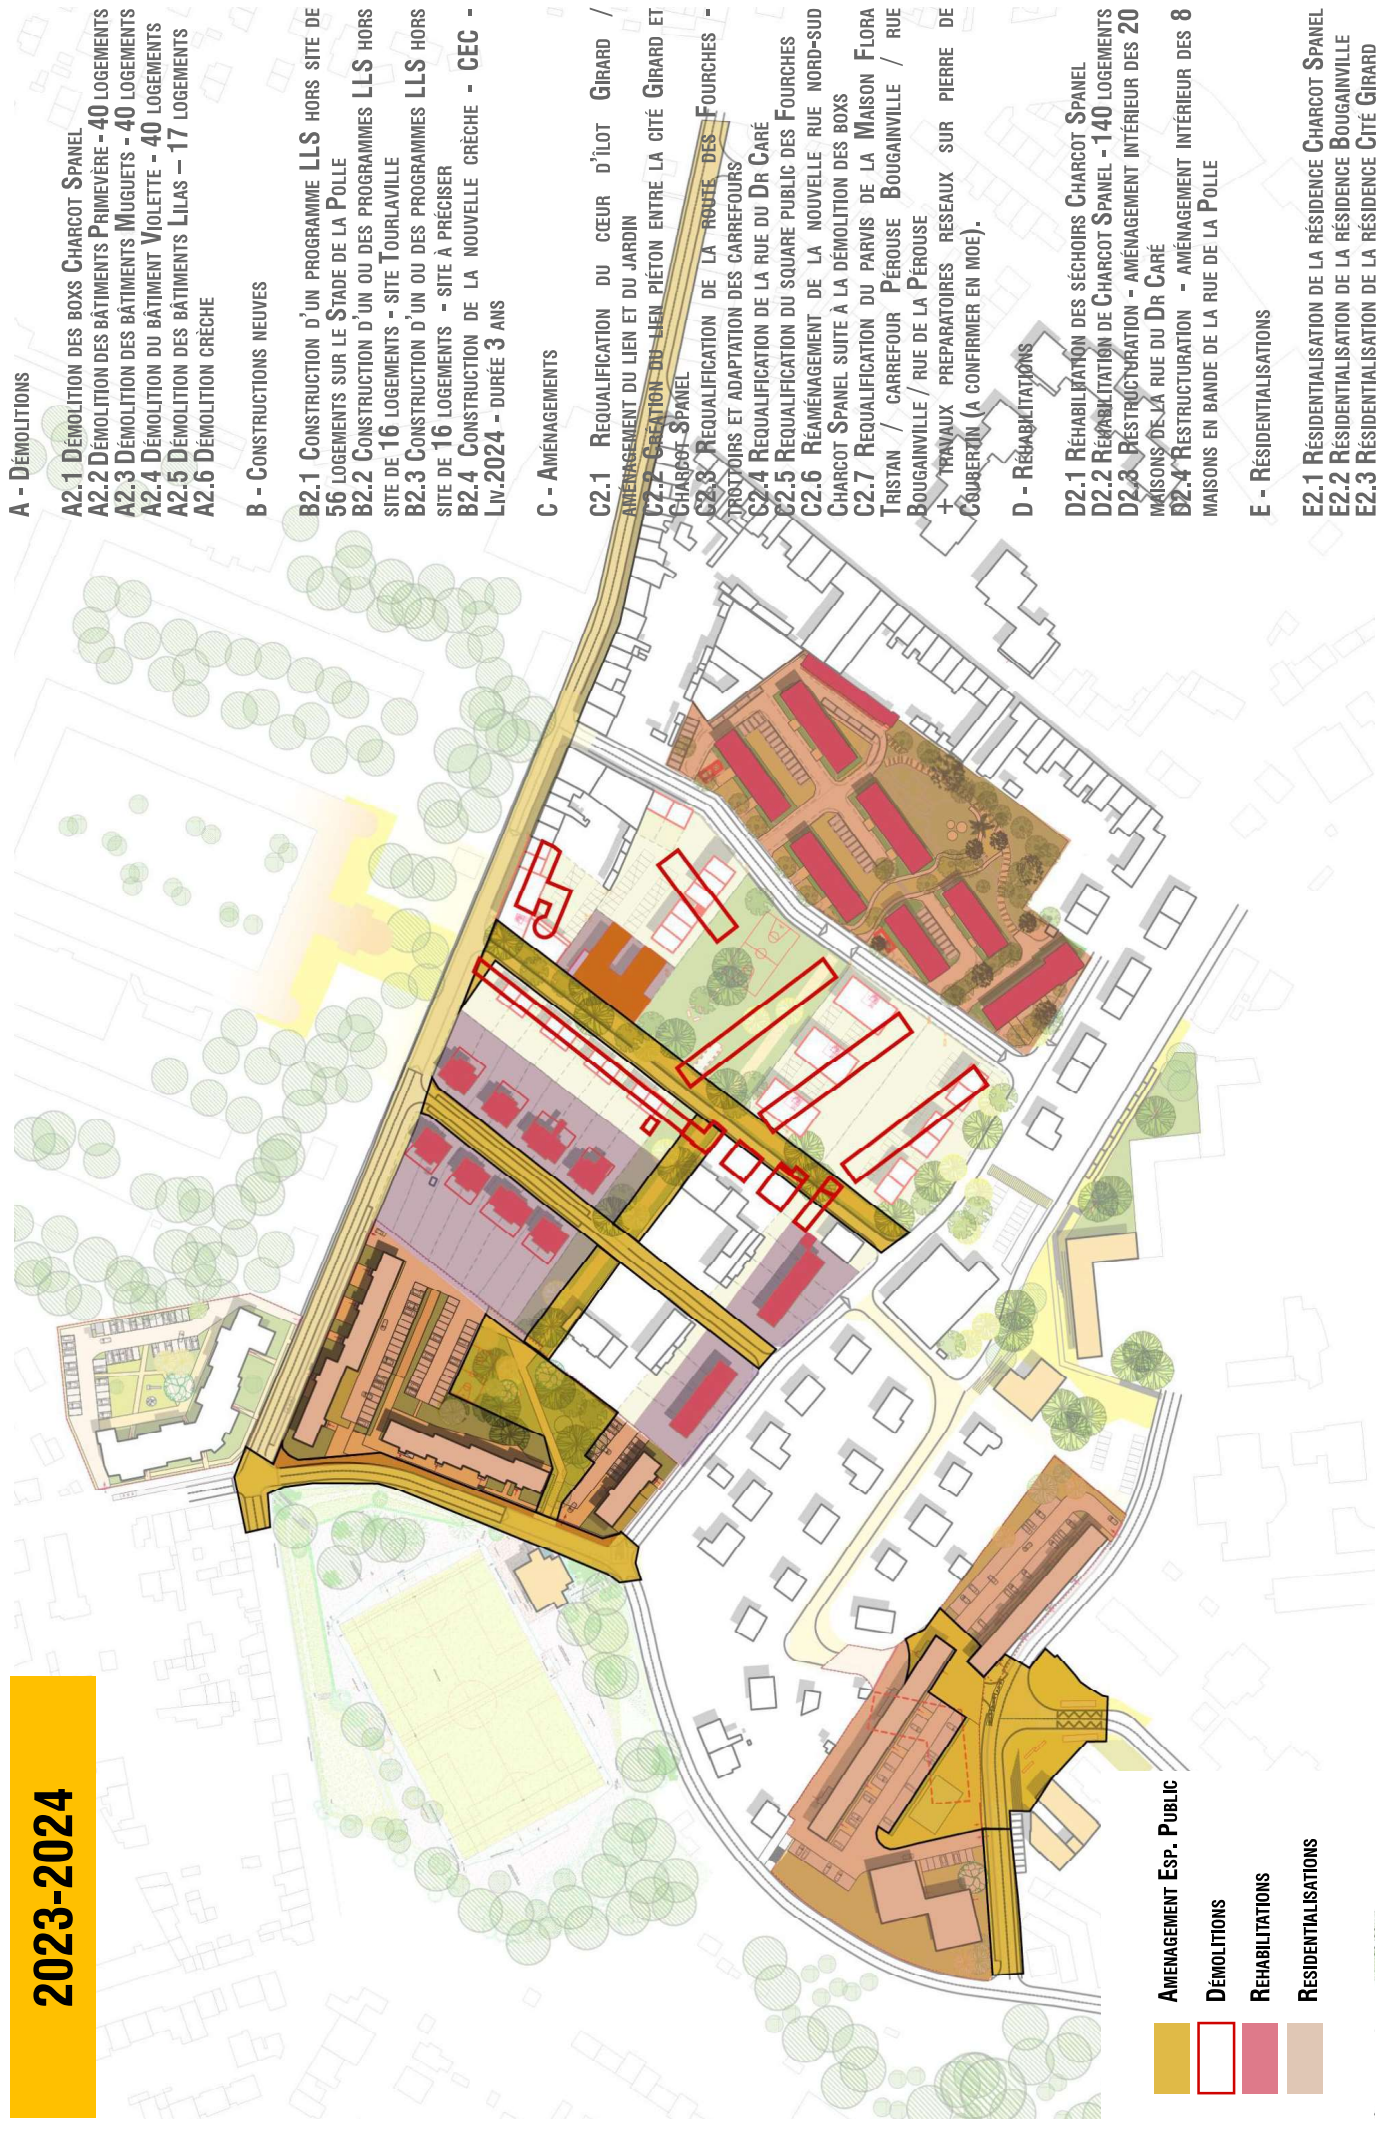 2023-2024
A - Démolitions
A2.1 Démolition des boxs Charcot Spanel
A2.2 Démolition des bâtiments Primevère - 40 logements
A2.3 Démolition des bâtiments Muguets - 40 logements
A2.4 Démolition du bâtiment Violette - 40 logements
A2.5 Démolition des bâtiments Lilas – 17 logements
A2.6 Démolition crèche
B - Constructions neuves
B2.1 Construction d'un programme LLS hors site de
56 logements sur le Stade de la Polle
B2.2 Construction d'un ou des programmes LLS hors
site de 16 logements - site Tourlaville
B2.3 Construction d'un ou des programmes LLS hors
site de 16 logements - site à préciser
B2.4 Construction de la nouvelle crèche - CEC -
Liv.2024 - durée 3 ans
C - Aménagements
C2.1 Requalification du cœur d'ilot Girard /
aménagement du lien et du jardin
C2.2 Création du lien piéton entre la cité Girard et
Charcot Spanel
C2.3 Requalification de la route des Fourches -
trottoirs et adaptation des carrefours
C2.4 Requalification de la rue du Dr Caré
C2.5 Requalification du square public des Fourches
C2.6 Réaménagement de la nouvelle rue nord-sud
Charcot Spanel suite à la démolition des boxs
C2.7 Requalification du parvis de la Maison Flora
Tristan / carrefour Pérouse Bougainville / rue
Bougainville / rue de la Pérouse
+ travaux preparatoires reseaux sur pierre de
Coubertin (a confirmer en moe).
D - Réhabilitations
D2.1 Réhabilitation des séchoirs Charcot Spanel
D2.2 Réhabilitation de Charcot Spanel - 140 logements
D2.3 Restructuration - aménagement intérieur des 20
maisons de la rue du Dr Caré
D2.4 Restructuration - aménagement intérieur des 8
maisons en bande de la rue de la Polle
E - Résidentialisations
E2.1 Résidentialisation de la résidence Charcot Spanel
E2.2 Résidentialisation de la résidence Bougainville
E2.3 Résidentialisation de la résidence Cité Girard
Amenagement Esp. Public
Démolitions
Rehabilitations
Residentialisations